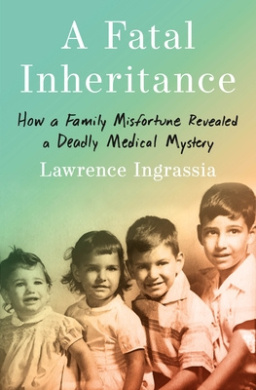 A Fatal
Inheritance
How a Family Misfortune Revealed
a Deadly Medical Mystery
Lawrence Ingrassia